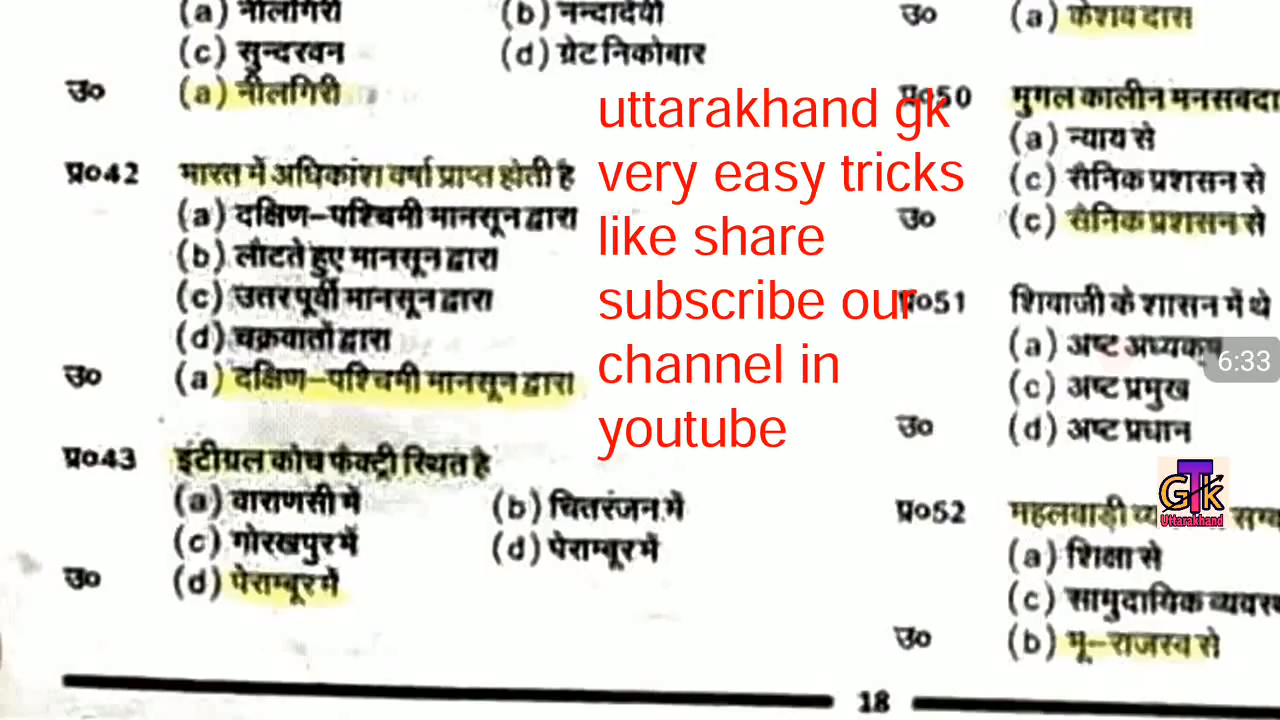 (a) नीलगिरी (b) नन्दादेवी
(c) सुन्दरवन (d) ग्रेट निकोबार
उ० (a) नीलगिरी
प्र०42 भारत में अधिकांश वर्षा प्राप्त होती है
(a) दक्षिण–पश्चिमी मानसून द्वारा
(b) लौटते हुए मानसून द्वारा
(c) उत्तर पूर्वी मानसून द्वारा
(d) चक्रवातों द्वारा
उ० (a) दक्षिण–पश्चिमी मानसून द्वारा
प्र०43 इंटीग्रल कोच फैक्ट्री स्थित है
(a) वाराणसी में (b) चितरंजन में
(c) गोरखपुर में (d) पेराम्बूर में
उ० (d) पेराम्बूर में
uttarakhand gk
very easy tricks
like share
subscribe our
channel in
youtube
उ० (a) केशव दास
प्र०50 मुगल कालीन
(a) न्याय से
(c) सैनिक प्रशासन से
उ० (c) सैनिक प्रशासन से
प्र०51 शिवाजी के शासन में थे
(a) अष्ट अध्यक्ष
(c) अष्ट प्रमुख
उ० (d) अष्ट प्रधान
6:33
GTk
Uttarakhand
प्र०52 महलवाड़ी
(a) शिक्षा से
(c) सामुदायिक
उ० (b) भू–राजस्व से
18